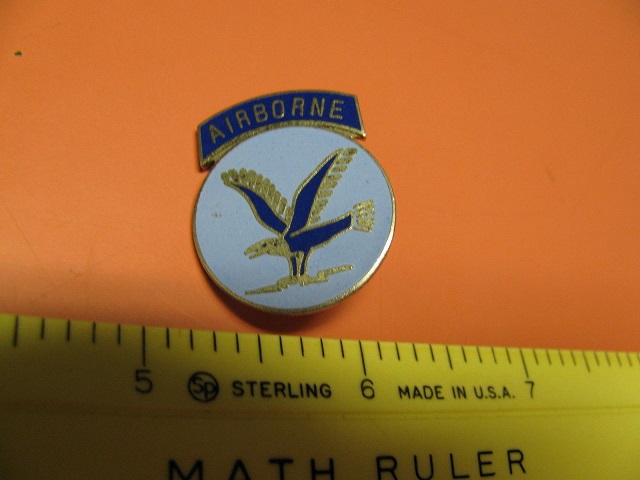 AIRBORNE
5 Sp STERLING 6 MADE IN U.S.A. 7
MATH RULER